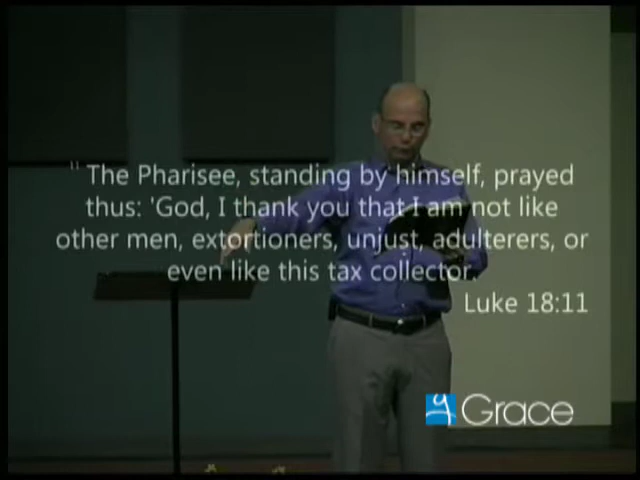 " The Pharisee, standing by himself, prayed
thus: 'God, I thank you that I am not like
other men, extortioners, unjust, adulterers, or
even like this tax collector.
Luke 18:11
Grace